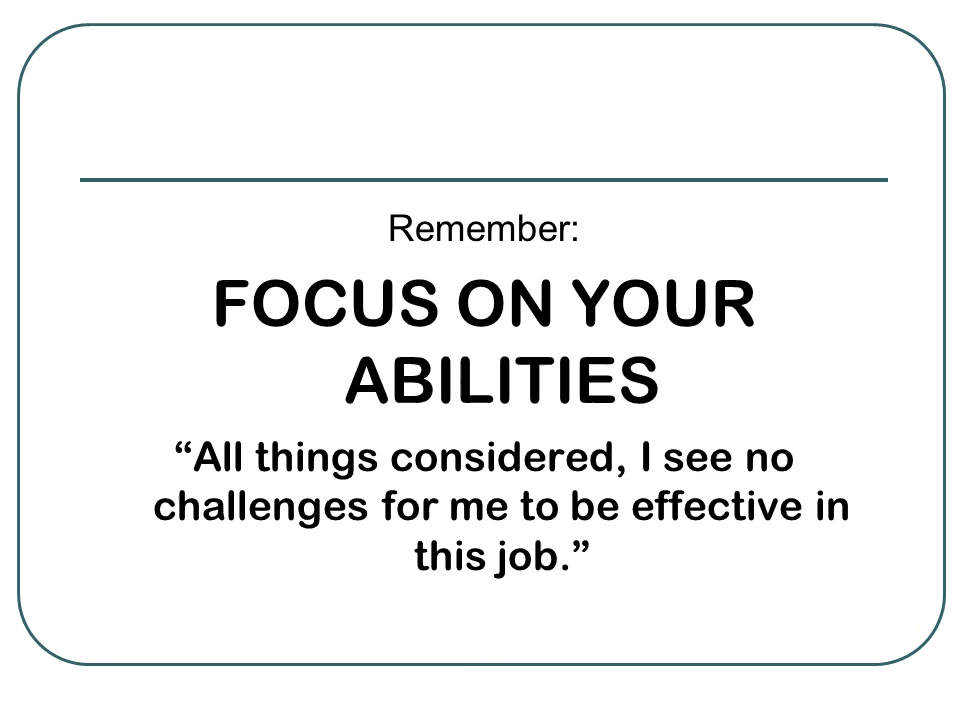 Remember:
FOCUS ON YOUR
ABILITIES
“All things considered, I see no
challenges for me to be effective in
this job.”